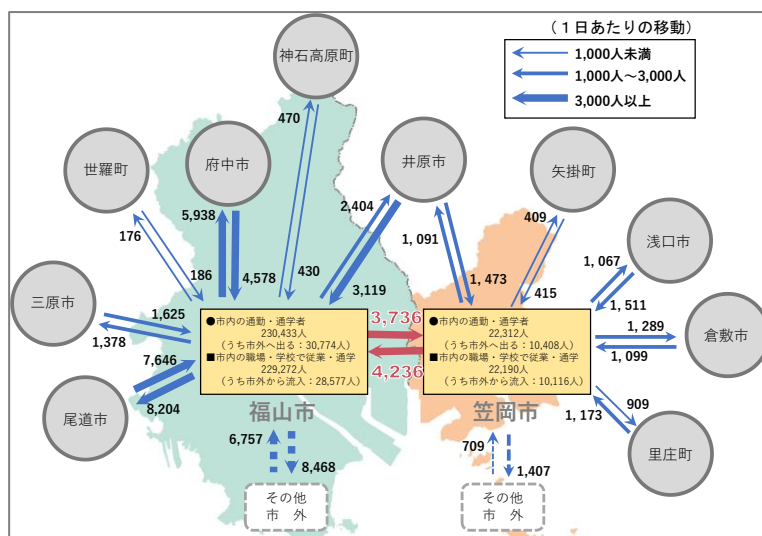 （１日あたりの移動）
1,000人未満
1,000人～3,000人
3,000人以上
神石高原町
470
430
世羅町
176
186
府中市
5,938
4,578
井原市
2,404
3,119
1,091
1,473
矢掛町
409
415
浅口市
1,067
1,511
三原市
1,625
1,378
倉敷市
1,289
1,099
尾道市
7,646
8,204
里庄町
909
1,173
3,736
4,236
●市内の通勤・通学者
230,433人
（うち市外へ出る：30,774人）
■市内の職場・学校で従業・通学
229,272人
（うち市外から流入：28,577人）
福山市
●市内の通勤・通学者
22,312人
（うち市外へ出る：10,408人）
■市内の職場・学校で従業・通学
22,190人
（うち市外から流入：10,116人）
笠岡市
6,757
8,468
その他
市　外
709
1,407
その他
市　外